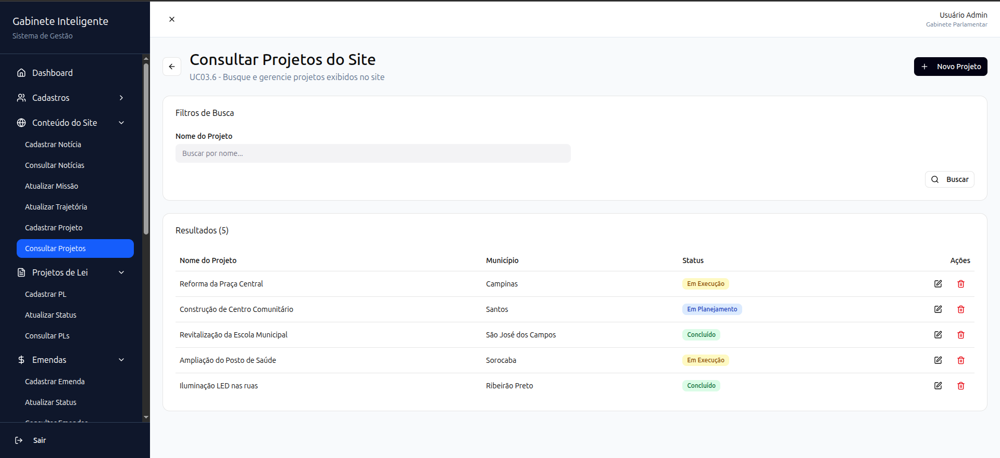 Gabinete Inteligente
Sistema de Gestão
Dashboard
Cadastros
Conteúdo do Site
Cadastrar Notícia
Consultar Notícias
Atualizar Missão
Atualizar Trajetória
Cadastrar Projeto
Consultar Projetos
Projetos de Lei
Cadastrar PL
Atualizar Status
Consultar PLs
Emendas
Cadastrar Emenda
Atualizar Status
Consultar Emendas
Sair
Usuário Admin
Gabinete Parlamentar
Consultar Projetos do Site
UC03.6 - Busque e gerencie projetos exibidos no site
Novo Projeto
Filtros de Busca
Nome do Projeto
Buscar por nome...
Buscar
Resultados (5)
Nome do Projeto Município Status Ações
Reforma da Praça Central Campinas Em Execução
Construção de Centro Comunitário Santos Em Planejamento
Revitalização da Escola Municipal São José dos Campos Concluído
Ampliação do Posto de Saúde Sorocaba Em Execução
Iluminação LED nas ruas Ribeirão Preto Concluído